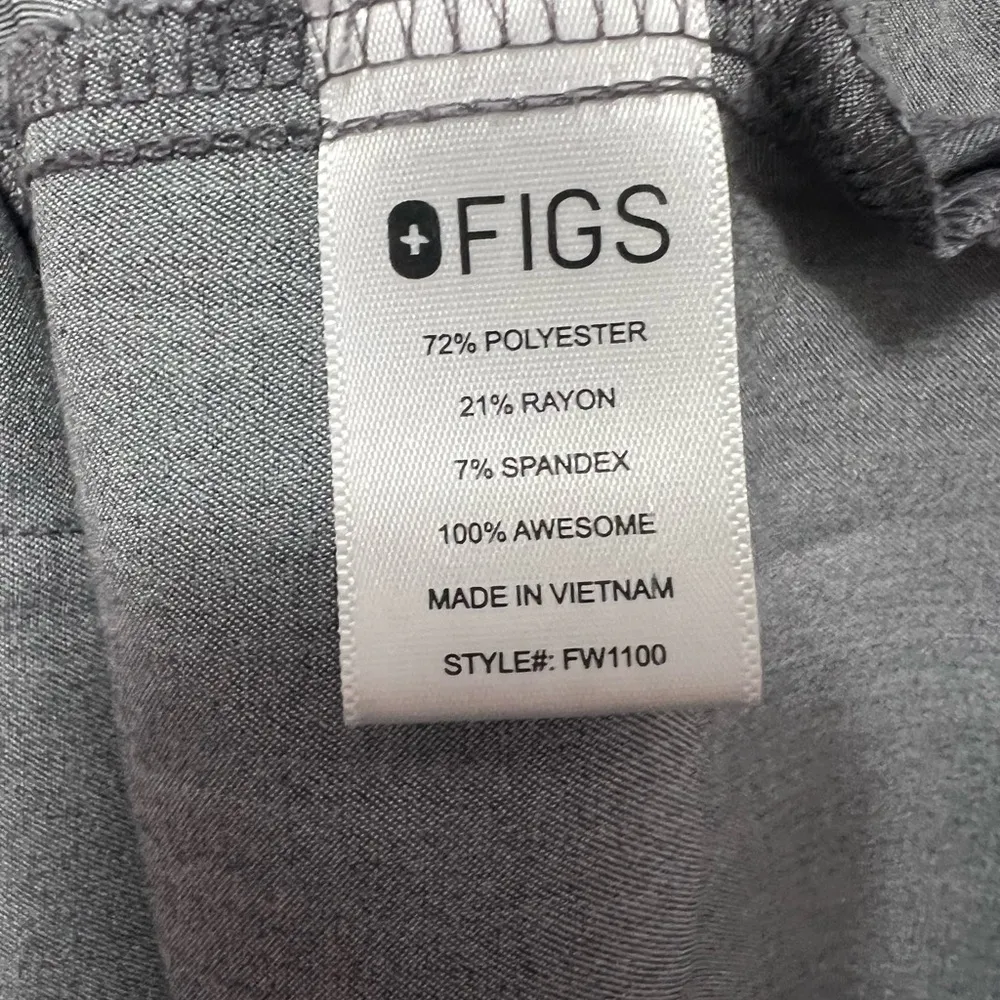 FIGS
72% POLYESTER
21% RAYON
7% SPANDEX
100% AWESOME
MADE IN VIETNAM
STYLE#: FW1100